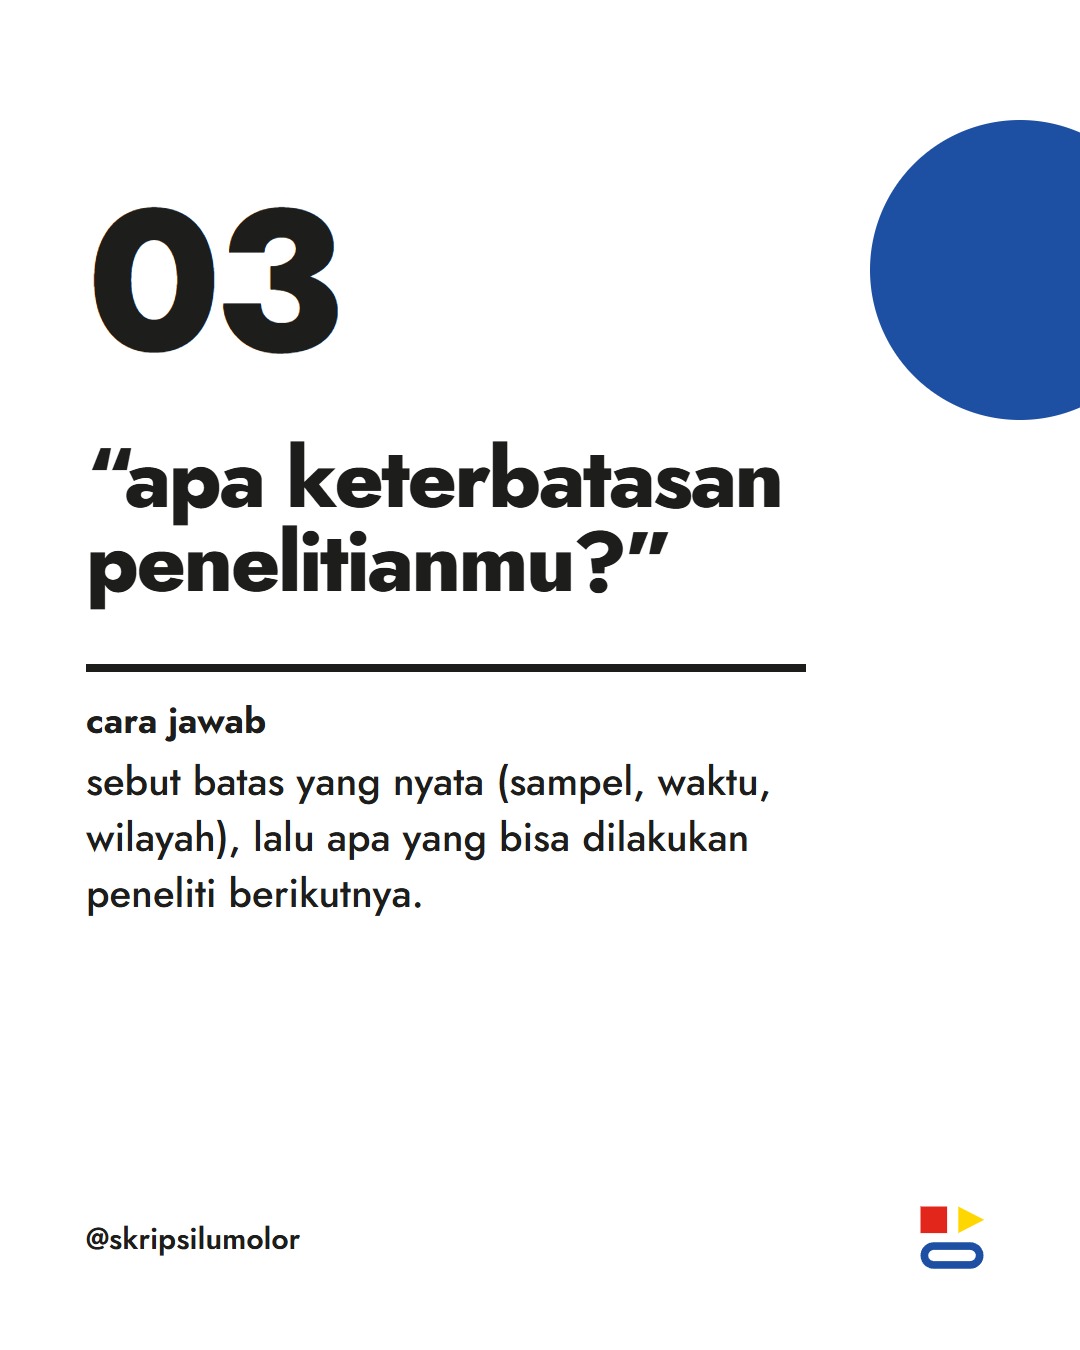 03
“apa keterbatasan
penelitianmu?”
cara jawab
sebut batas yang nyata (sampel, waktu,
wilayah), lalu apa yang bisa dilakukan
peneliti berikutnya.
@skripsilumolor